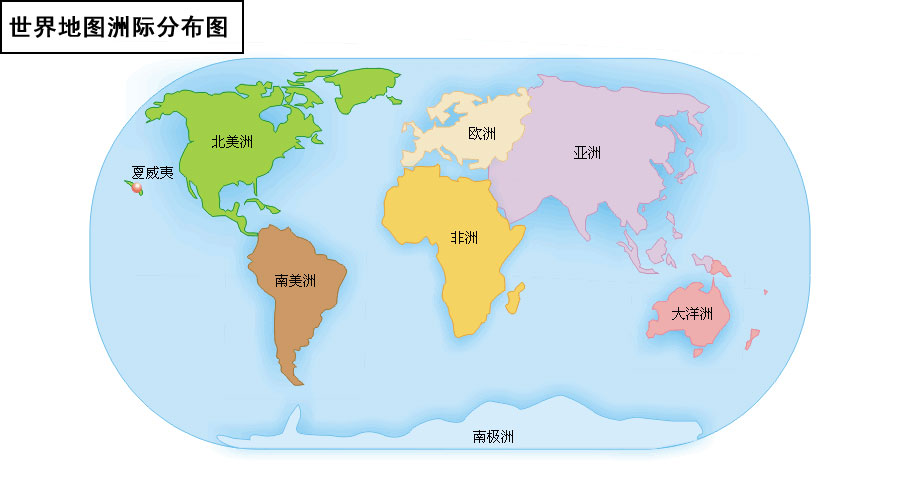 世界地图洲际分布图
北美洲
欧洲
亚洲
夏威夷
非洲
南美洲
大洋洲
南极洲